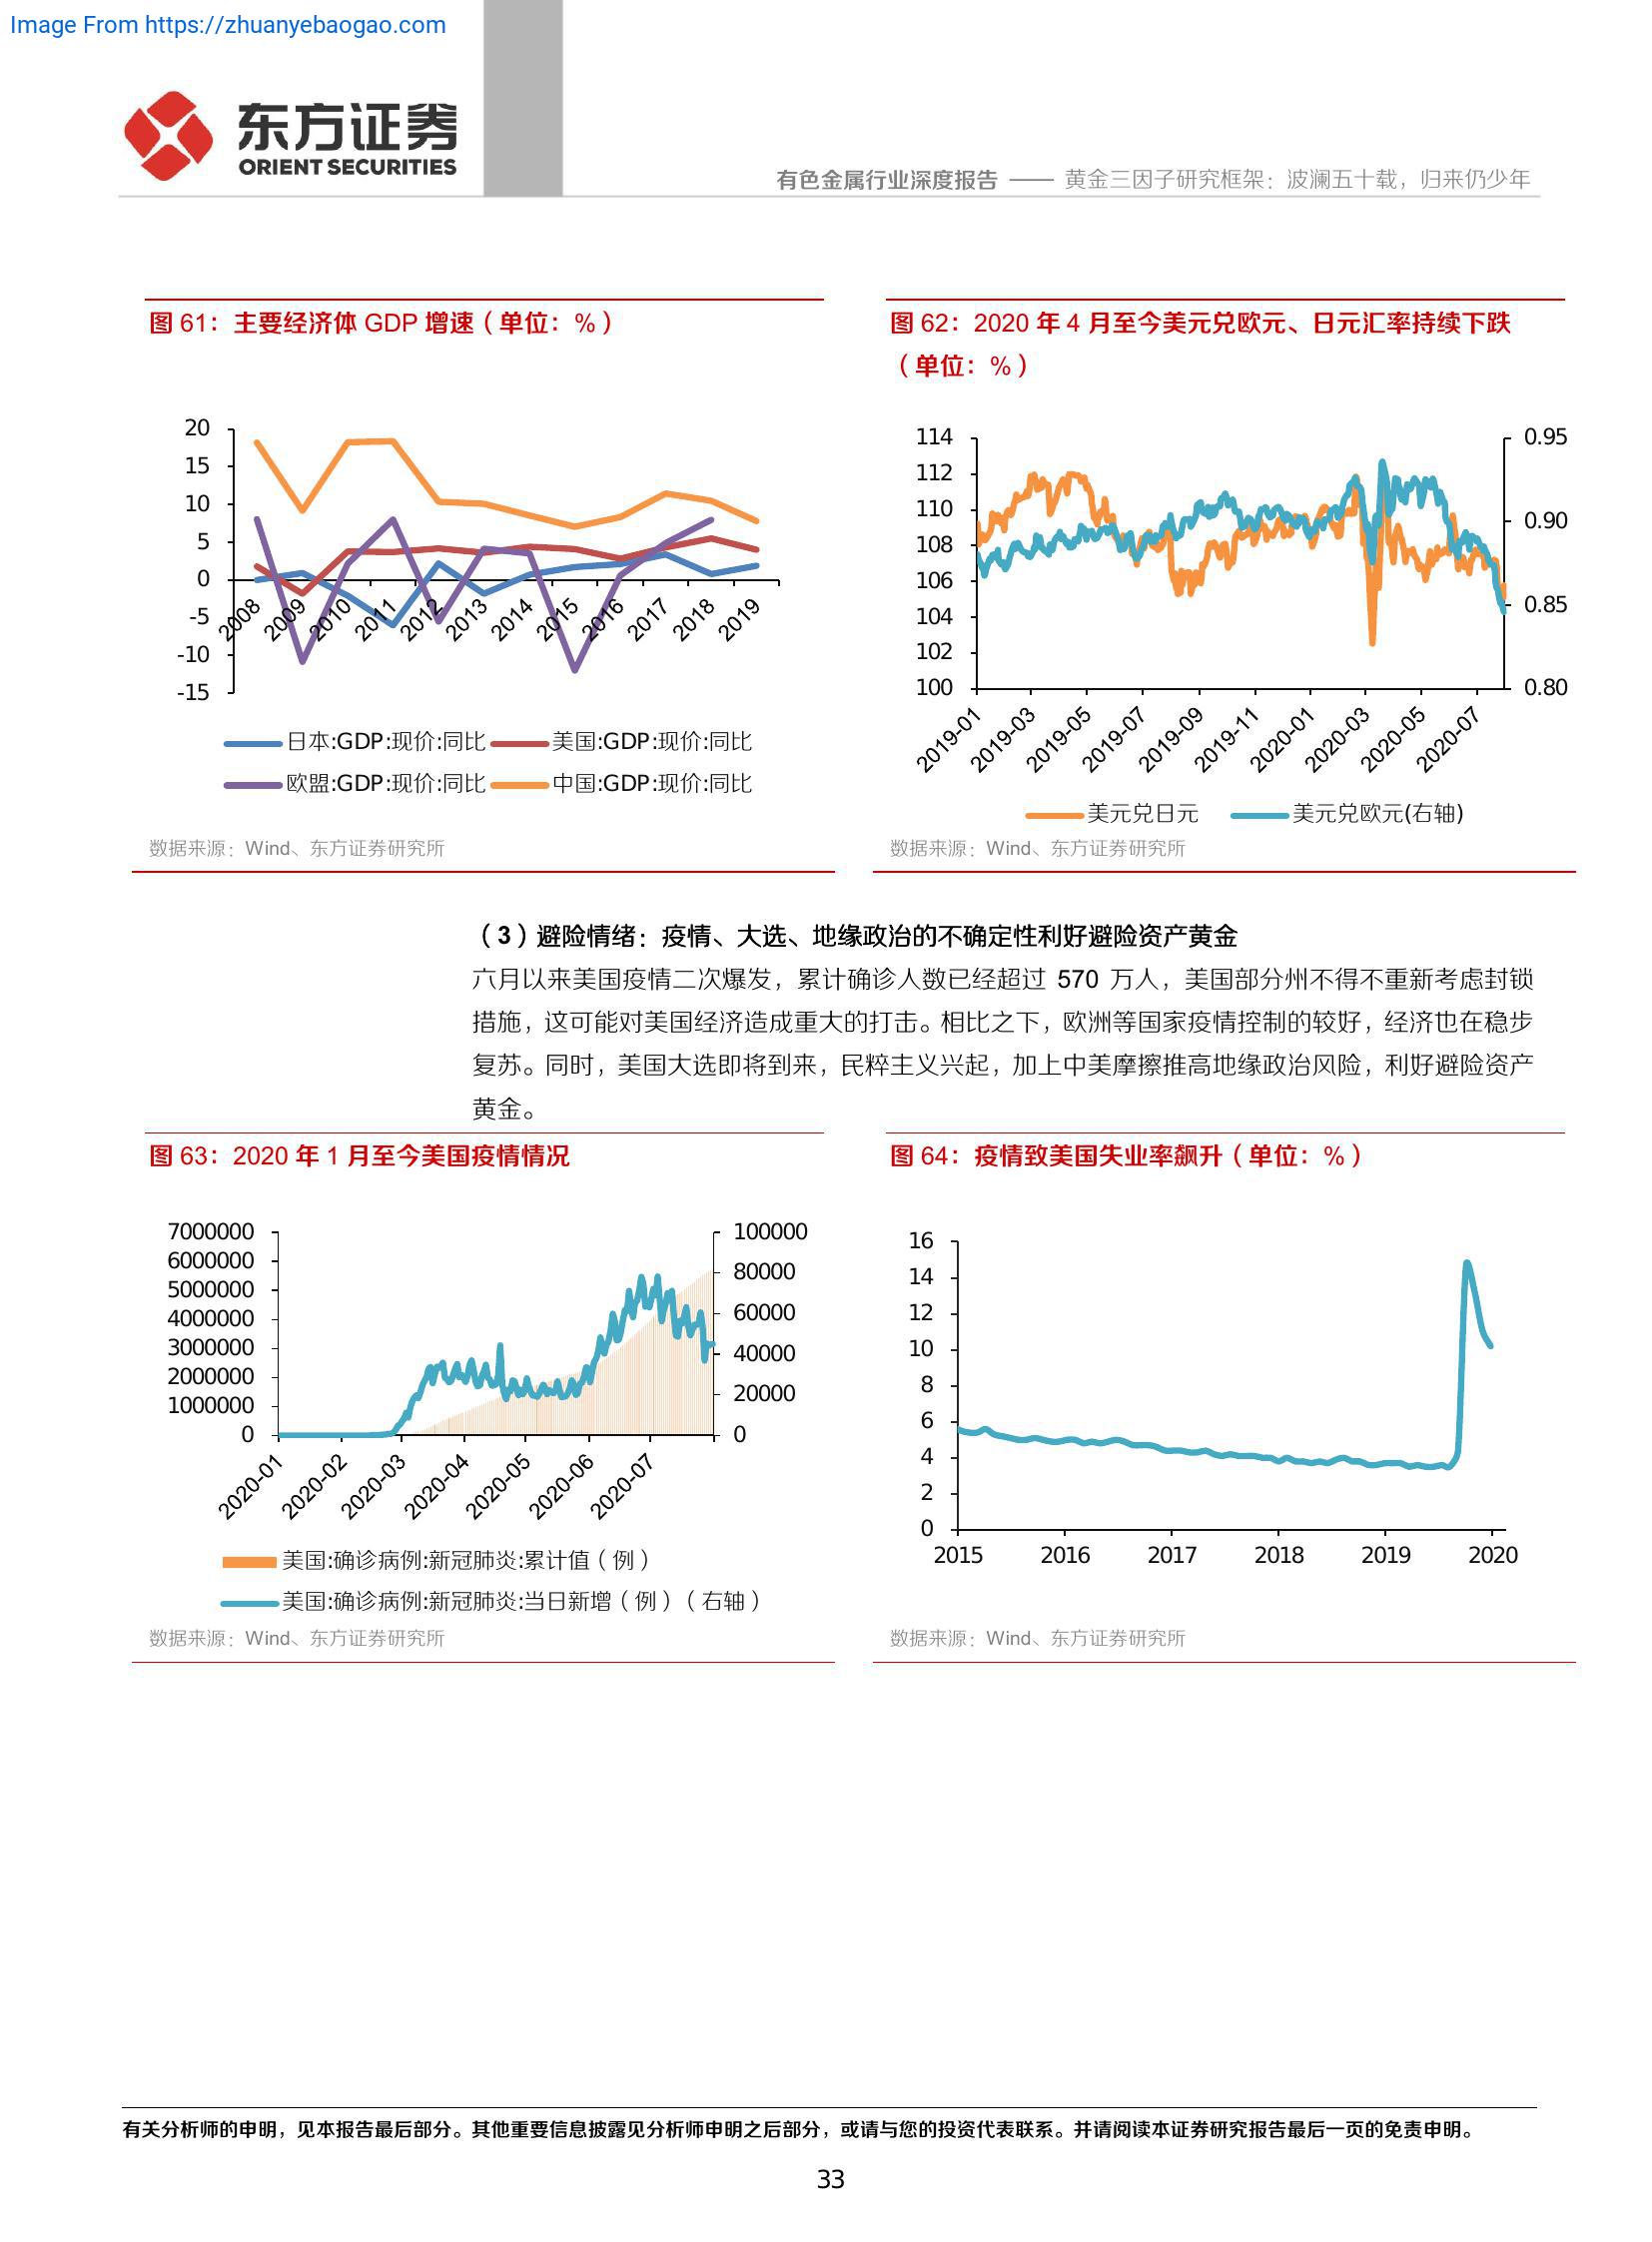 Image From https://zhuanyebaogao.com
东方证券
ORIENT SECURITIES
有色金属行业深度报告 —— 黄金三因子研究框架：波澜五十载，归来仍少年
图 61：主要经济体 GDP 增速（单位：%）
20
15
10
5
0
-5
-10
-15
2008 2009 2010 2011 2012 2013 2014 2015 2016 2017 2018 2019
日本:GDP:现价:同比 美国:GDP:现价:同比
欧盟:GDP:现价:同比 中国:GDP:现价:同比
数据来源：Wind、东方证券研究所
图 62：2020 年 4 月至今美元兑欧元、日元汇率持续下跌
（单位：%）
114
112
110
108
106
104
102
100
0.95
0.90
0.85
0.80
2019-01 2019-03 2019-05 2019-07 2019-09 2019-11 2020-01 2020-03 2020-05 2020-07
美元兑日元 美元兑欧元(右轴)
数据来源：Wind、东方证券研究所
（3）避险情绪：疫情、大选、地缘政治的不确定性利好避险资产黄金
六月以来美国疫情二次爆发，累计确诊人数已经超过 570 万人，美国部分州不得不重新考虑封锁
措施，这可能对美国经济造成重大的打击。相比之下，欧洲等国家疫情控制的较好，经济也在稳步
复苏。同时，美国大选即将到来，民粹主义兴起，加上中美摩擦推高地缘政治风险，利好避险资产
黄金。
图 63：2020 年 1 月至今美国疫情情况
7000000
6000000
5000000
4000000
3000000
2000000
1000000
0
100000
80000
60000
40000
20000
0
2020-01 2020-02 2020-03 2020-04 2020-05 2020-06 2020-07
美国:确诊病例:新冠肺炎:累计值（例）
美国:确诊病例:新冠肺炎:当日新增（例）（右轴）
数据来源：Wind、东方证券研究所
图 64：疫情致美国失业率飙升（单位：%）
16
14
12
10
8
6
4
2
0
2015 2016 2017 2018 2019 2020
数据来源：Wind、东方证券研究所
有关分析师的申明，见本报告最后部分。其他重要信息披露见分析师申明之后部分，或请与您的投资代表联系。并请阅读本证券研究报告最后一页的免责申明。
33